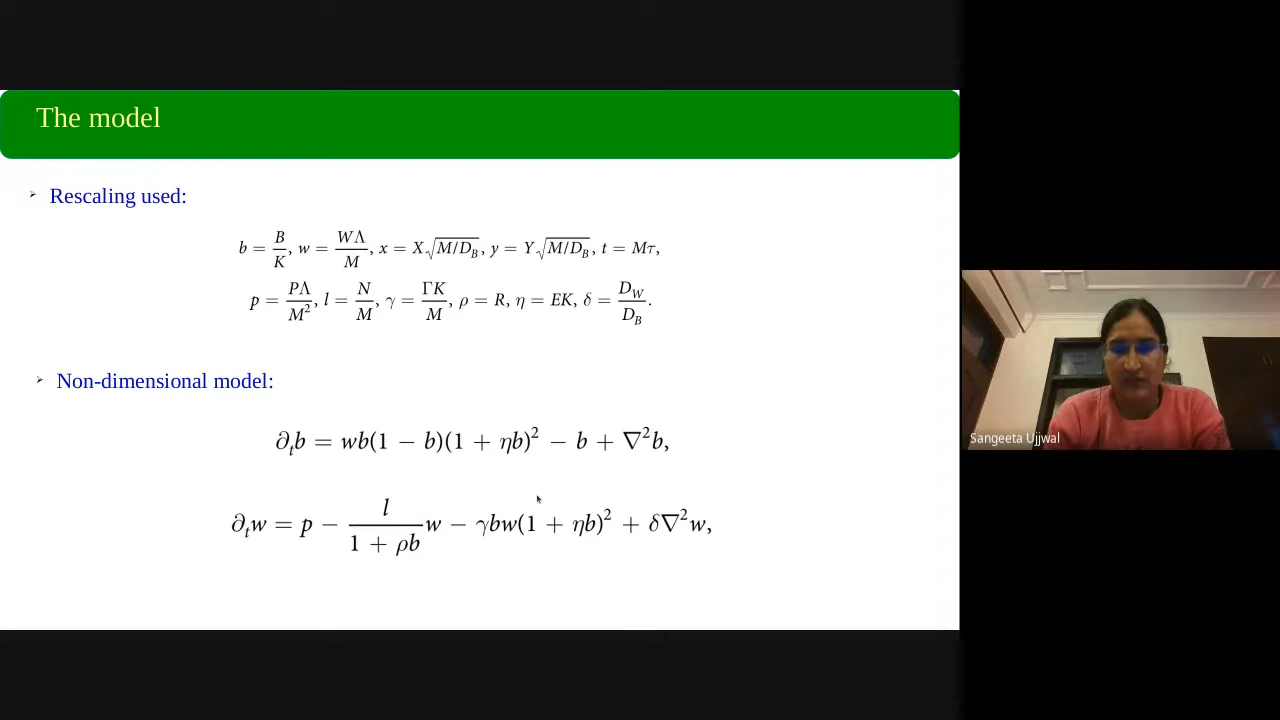 The model
Rescaling used:
b = B/K, w = WΛ/M, x = X√M/D_B, y = Y√M/D_B, t = Mτ,
p = PΛ/M², l = N/M, γ = ΓK/M, ρ = R, η = EK, δ = D_W/D_B.
Non-dimensional model:
∂_t b = wb(1 − b)(1 + ηb)² − b + ∇²b,
∂_t w = p − l/(1 + ρb) w − γbw(1 + ηb)² + δ∇²w,
Sangeeta Ujjwal